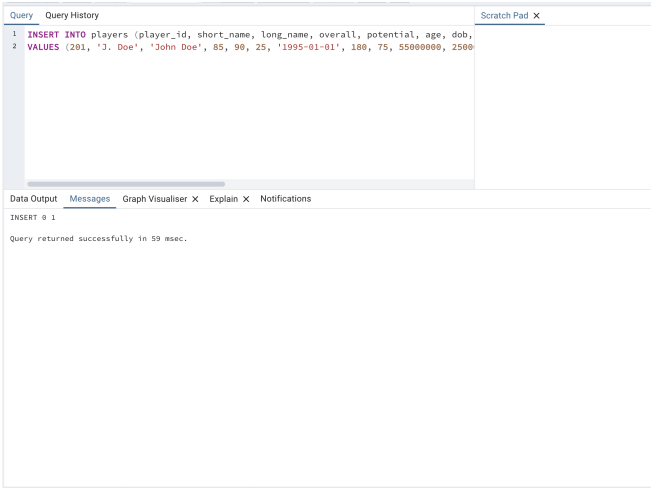 Query Query History
Scratch Pad X
1 INSERT INTO players (player_id, short_name, long_name, overall, potential, age, dob,
2 VALUES (201, 'J. Doe', 'John Doe', 85, 90, 25, '1995-01-01', 180, 75, 55000000, 2500
Data Output Messages Graph Visualiser X Explain X Notifications
INSERT 0 1
Query returned successfully in 59 msec.